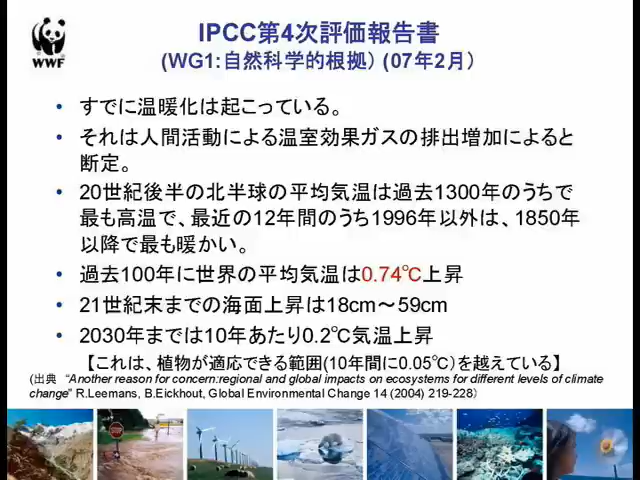 IPCC第4次評価報告書
(WG1:自然科学的根拠) (07年2月)
WWF
• すでに温暖化は起こっている。
• それは人間活動による温室効果ガスの排出増加によると
断定。
• 20世紀後半の北半球の平均気温は過去1300年のうちで
最も高温で、最近の12年間のうち1996年以外は、1850年
以降で最も暖かい。
• 過去100年に世界の平均気温は0.74℃上昇
• 21世紀末までの海面上昇は18cm～59cm
• 2030年までは10年あたり0.2℃気温上昇
【これは、植物が適応できる範囲(10年間に0.05℃)を越えている】
(出典 “Another reason for concern:regional and global impacts on ecosystems for different levels of climate
change” R.Leemans, B.Eickhout, Global Environmental Change 14 (2004) 219-228)